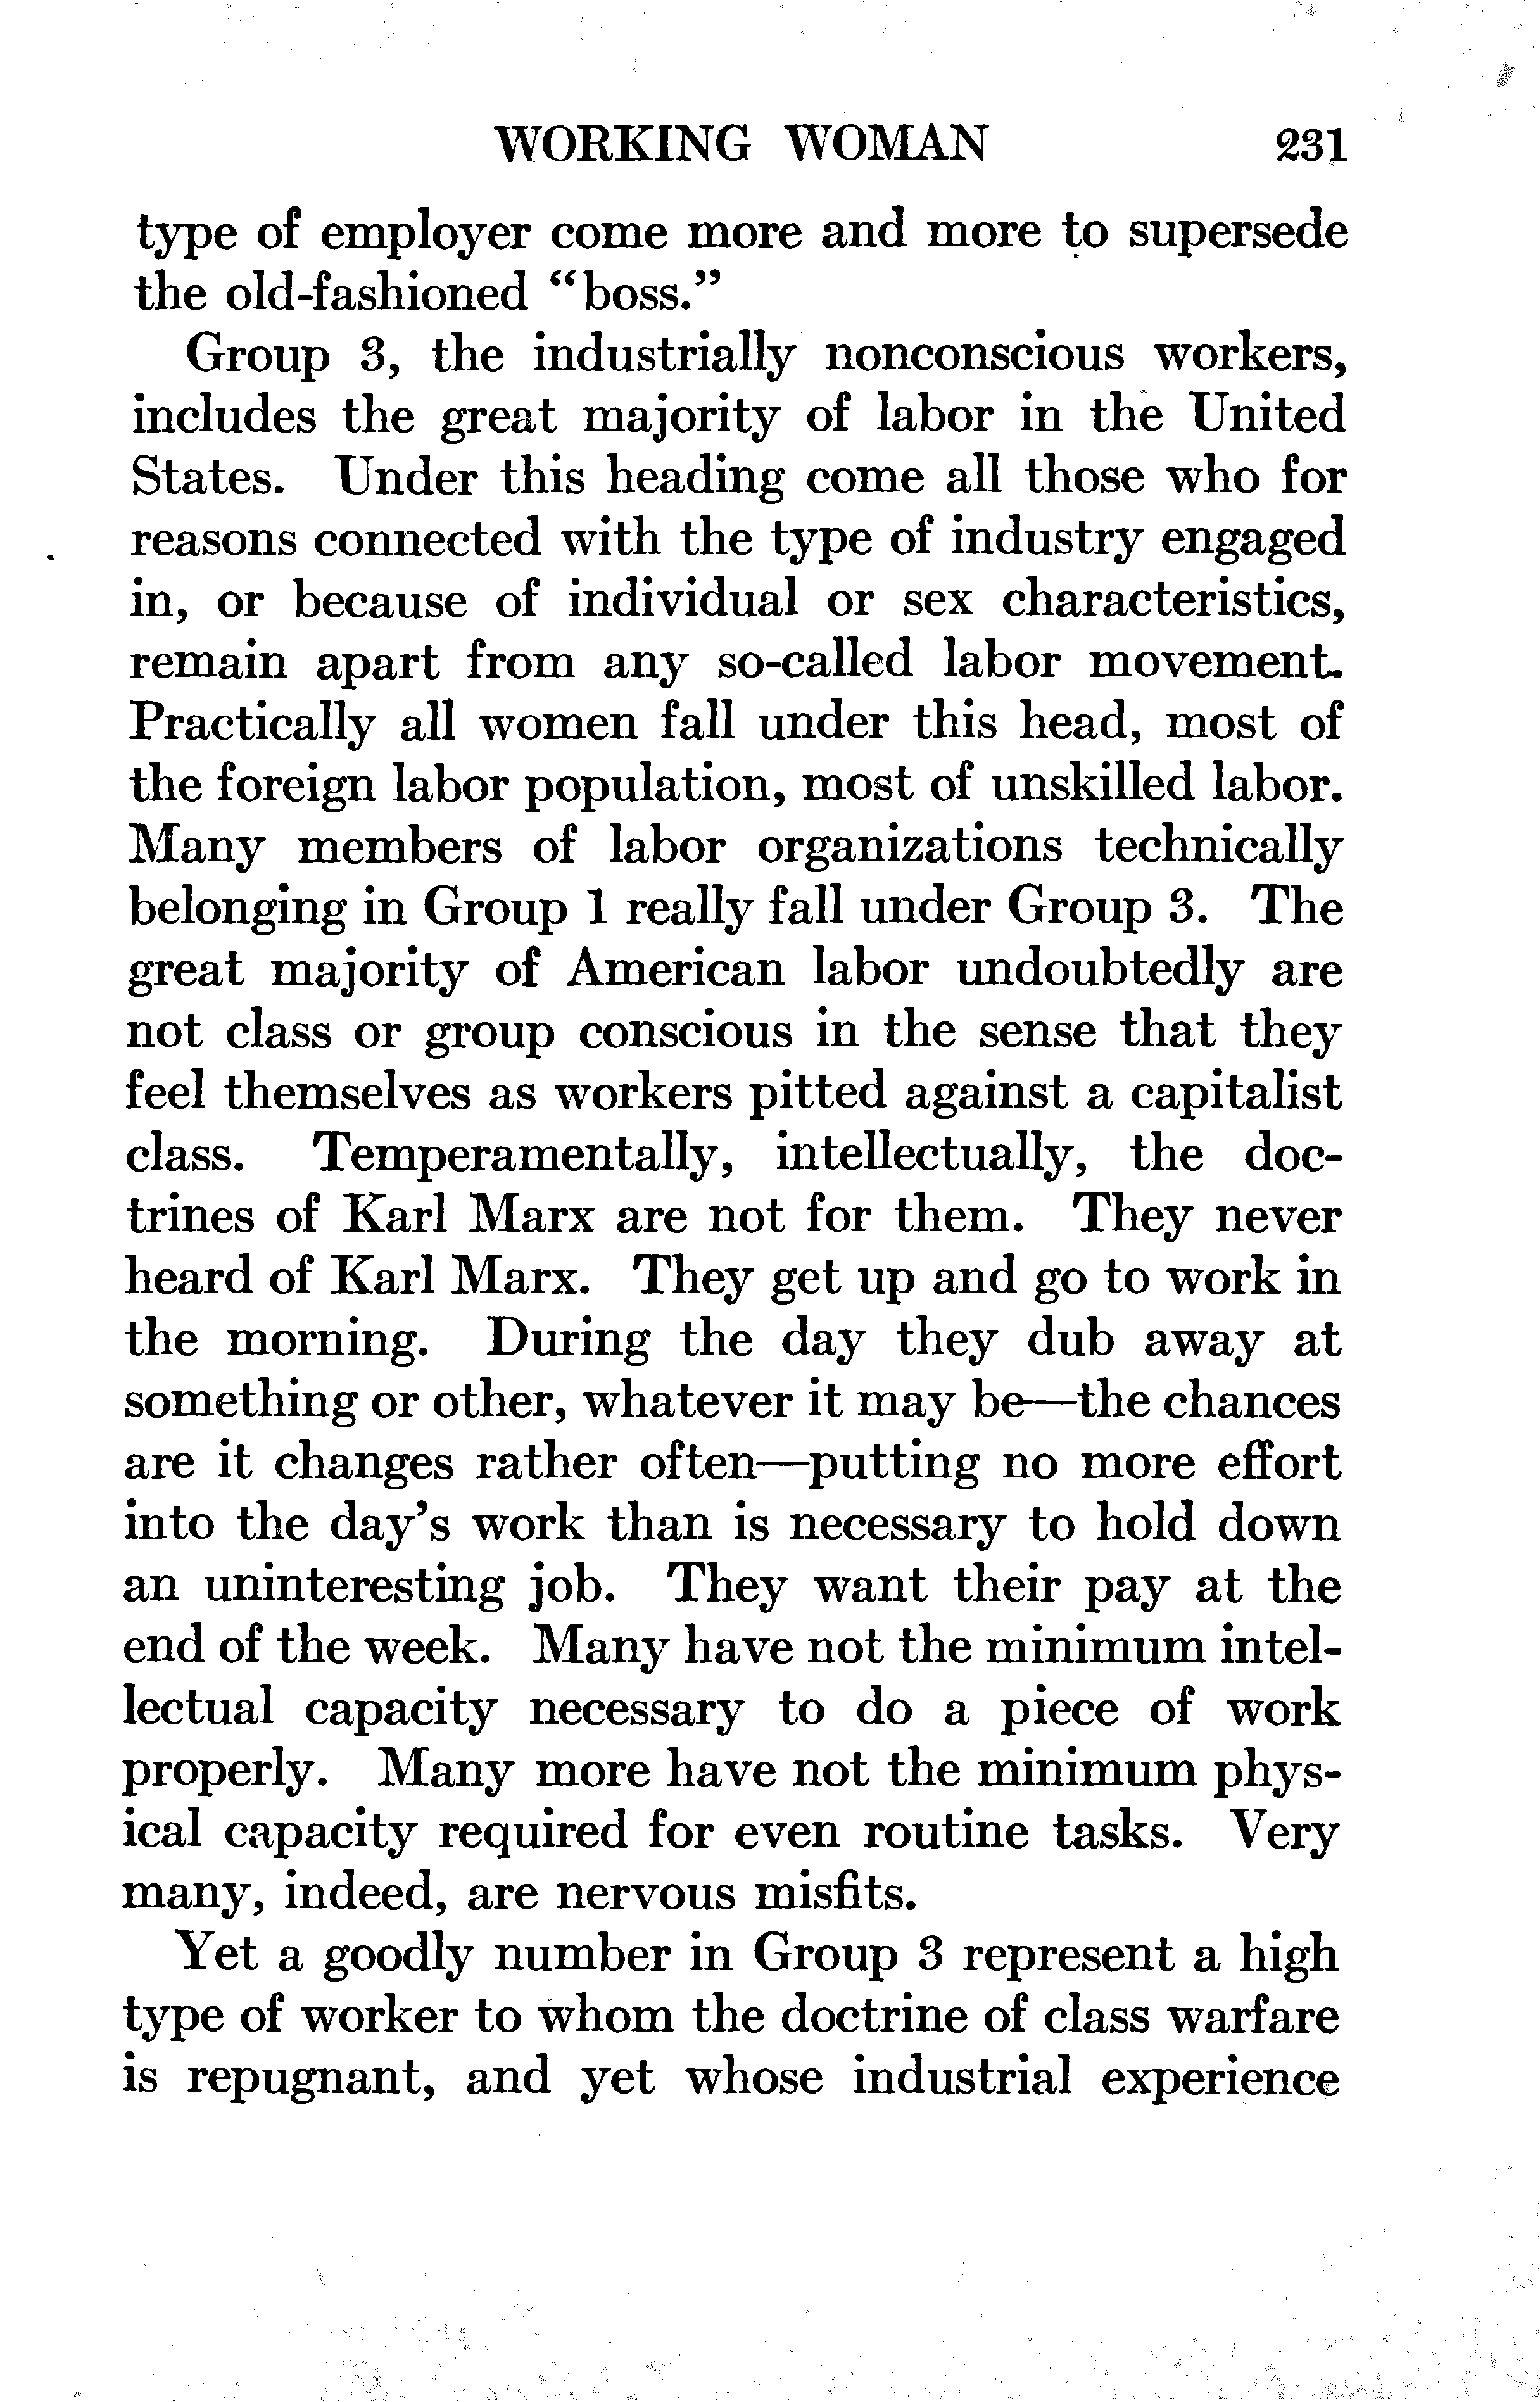 WORKING WOMAN 231
type of employer come more and more to supersede
the old-fashioned “boss.”
Group 3, the industrially nonconscious workers,
includes the great majority of labor in the United
States. Under this heading come all those who for
reasons connected with the type of industry engaged
in, or because of individual or sex characteristics,
remain apart from any so-called labor movement.
Practically all women fall under this head, most of
the foreign labor population, most of unskilled labor.
Many members of labor organizations technically
belonging in Group 1 really fall under Group 3. The
great majority of American labor undoubtedly are
not class or group conscious in the sense that they
feel themselves as workers pitted against a capitalist
class. Temperamentally, intellectually, the doc-
trines of Karl Marx are not for them. They never
heard of Karl Marx. They get up and go to work in
the morning. During the day they dub away at
something or other, whatever it may be—the chances
are it changes rather often—putting no more effort
into the day’s work than is necessary to hold down
an uninteresting job. They want their pay at the
end of the week. Many have not the minimum intel-
lectual capacity necessary to do a piece of work
properly. Many more have not the minimum phys-
ical capacity required for even routine tasks. Very
many, indeed, are nervous misfits.
Yet a goodly number in Group 3 represent a high
type of worker to whom the doctrine of class warfare
is repugnant, and yet whose industrial experience